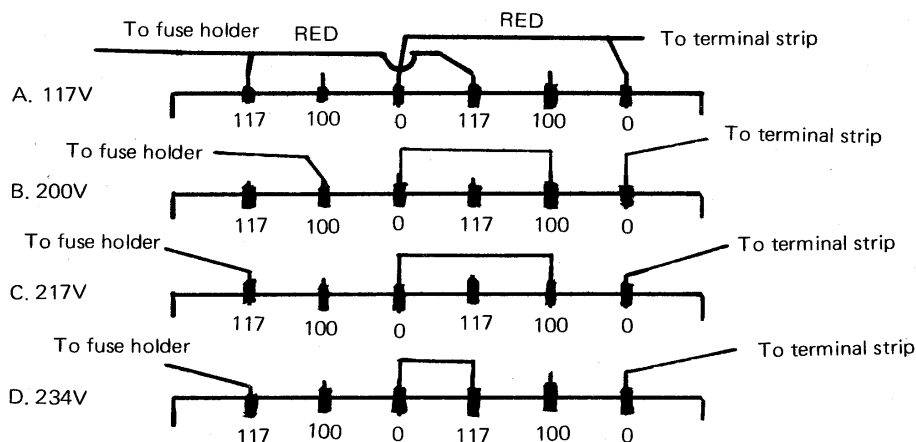 To fuse holder RED RED To terminal strip
A. 117V
117 100 0 117 100 0
To fuse holder To terminal strip
B. 200V
117 100 0 117 100 0
To fuse holder To terminal strip
C. 217V
117 100 0 117 100 0
To fuse holder To terminal strip
D. 234V
117 100 0 117 100 0